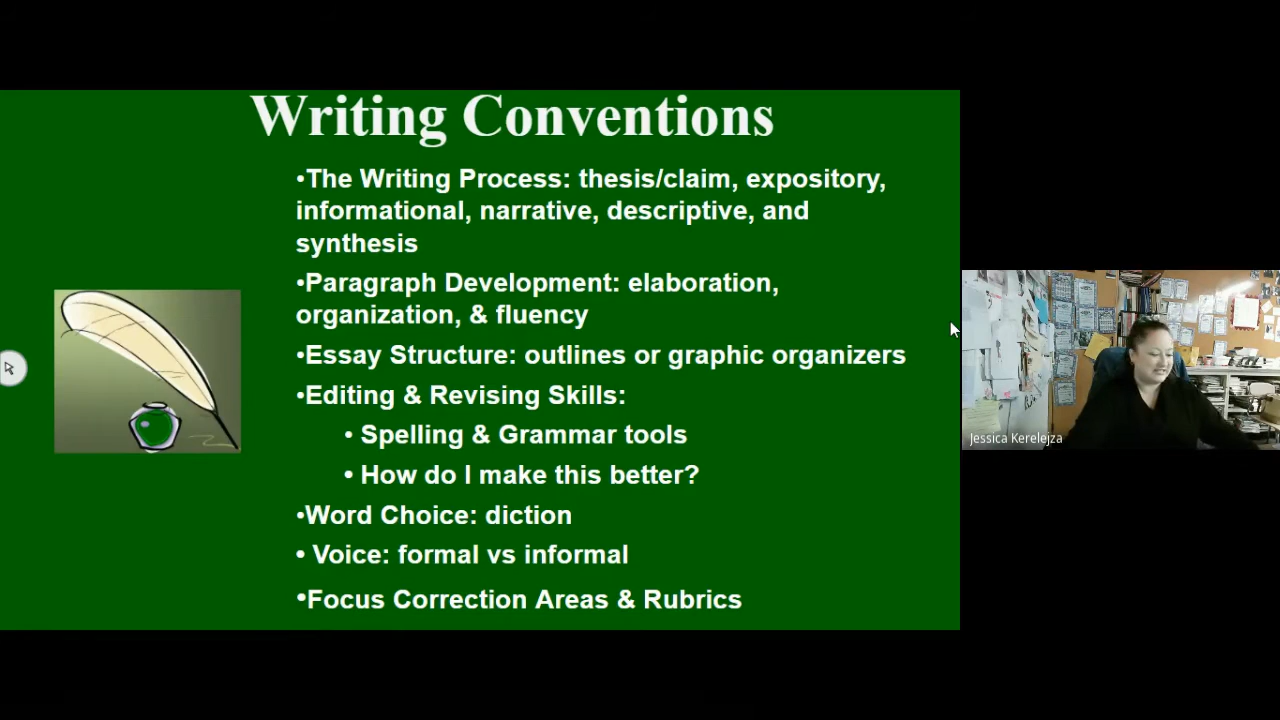 Writing Conventions
•The Writing Process: thesis/claim, expository,
informational, narrative, descriptive, and
synthesis
•Paragraph Development: elaboration,
organization, & fluency
•Essay Structure: outlines or graphic organizers
•Editing & Revising Skills:
• Spelling & Grammar tools
• How do I make this better?
•Word Choice: diction
• Voice: formal vs informal
•Focus Correction Areas & Rubrics
Jessica Kerelejza